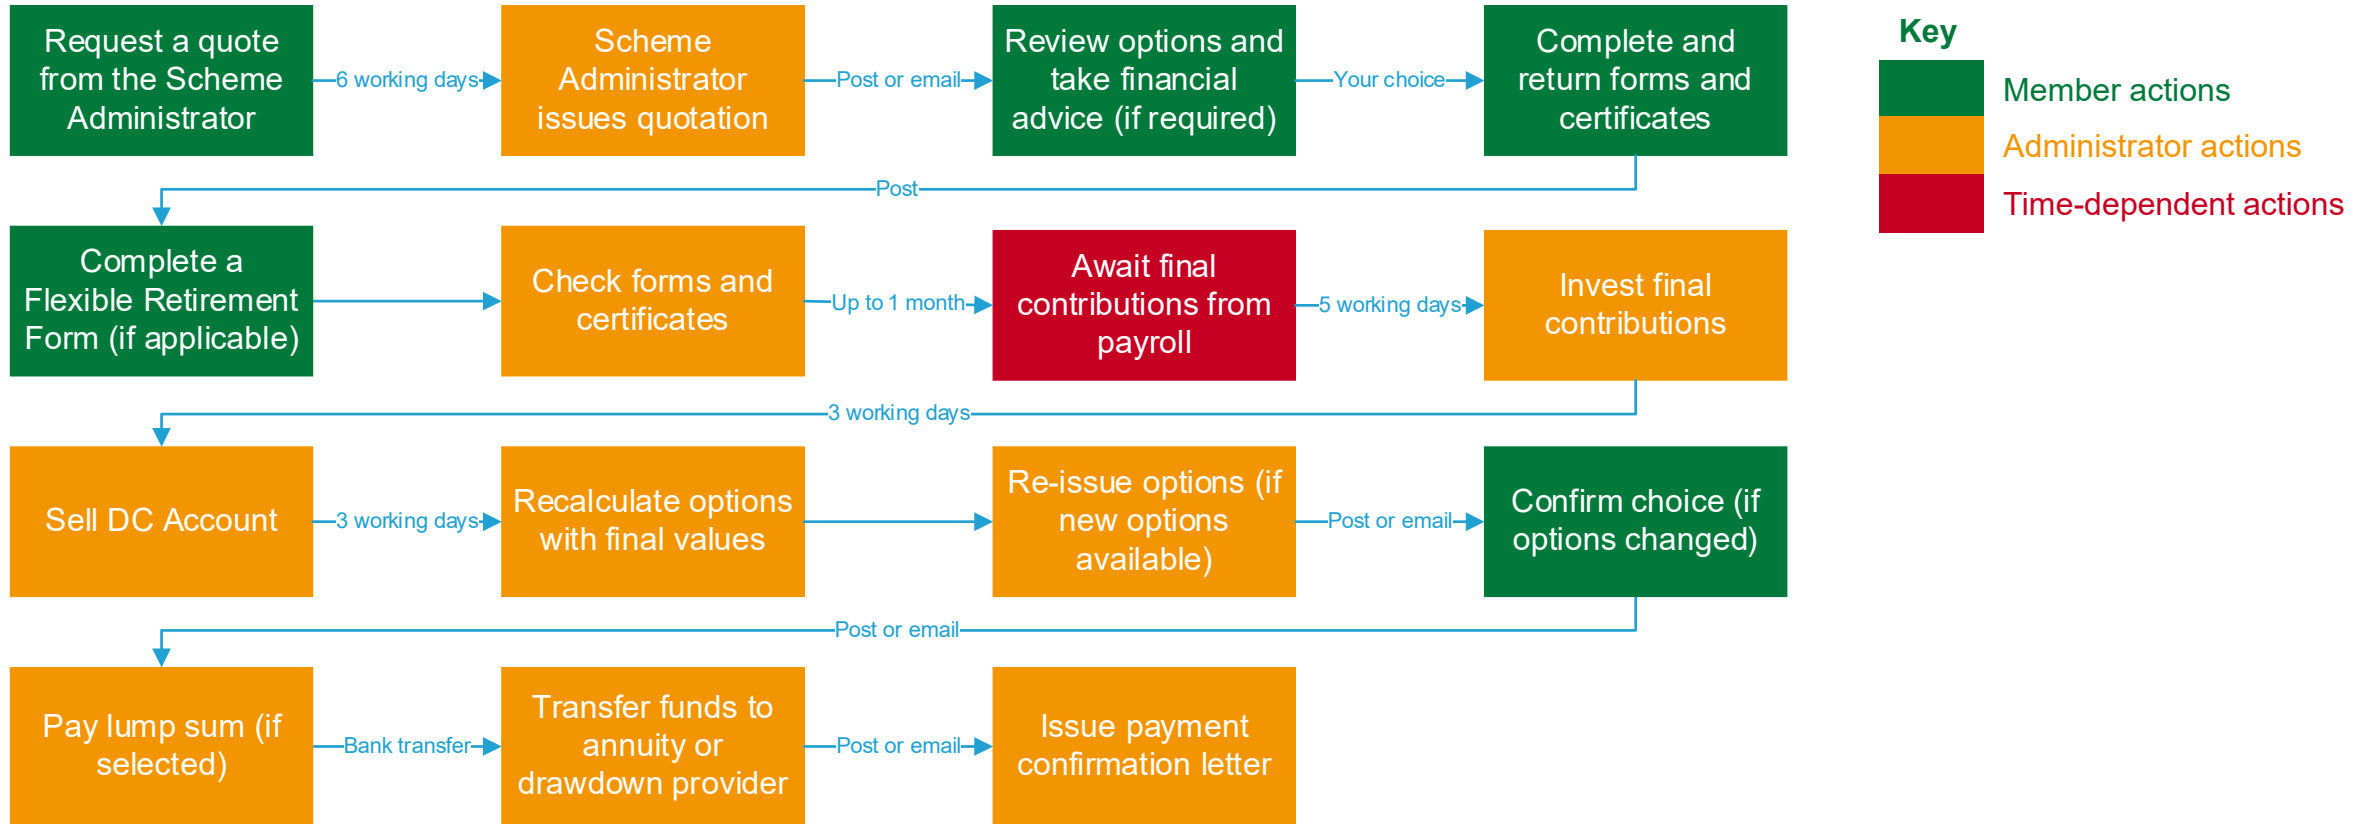 Request a quote
from the Scheme
Administrator
6 working days
Scheme
Administrator
issues quotation
Post or email
Review options and
take financial
advice (if required)
Your choice
Complete and
return forms and
certificates
Key
Member actions
Administrator actions
Time-dependent actions
Post
Complete a
Flexible Retirement
Form (if applicable)
Check forms and
certificates
Up to 1 month
Await final
contributions from
payroll
5 working days
Invest final
contributions
3 working days
Sell DC Account
3 working days
Recalculate options
with final values
Re-issue options (if
new options
available)
Post or email
Confirm choice (if
options changed)
Post or email
Pay lump sum (if
selected)
Bank transfer
Transfer funds to
annuity or
drawdown provider
Post or email
Issue payment
confirmation letter